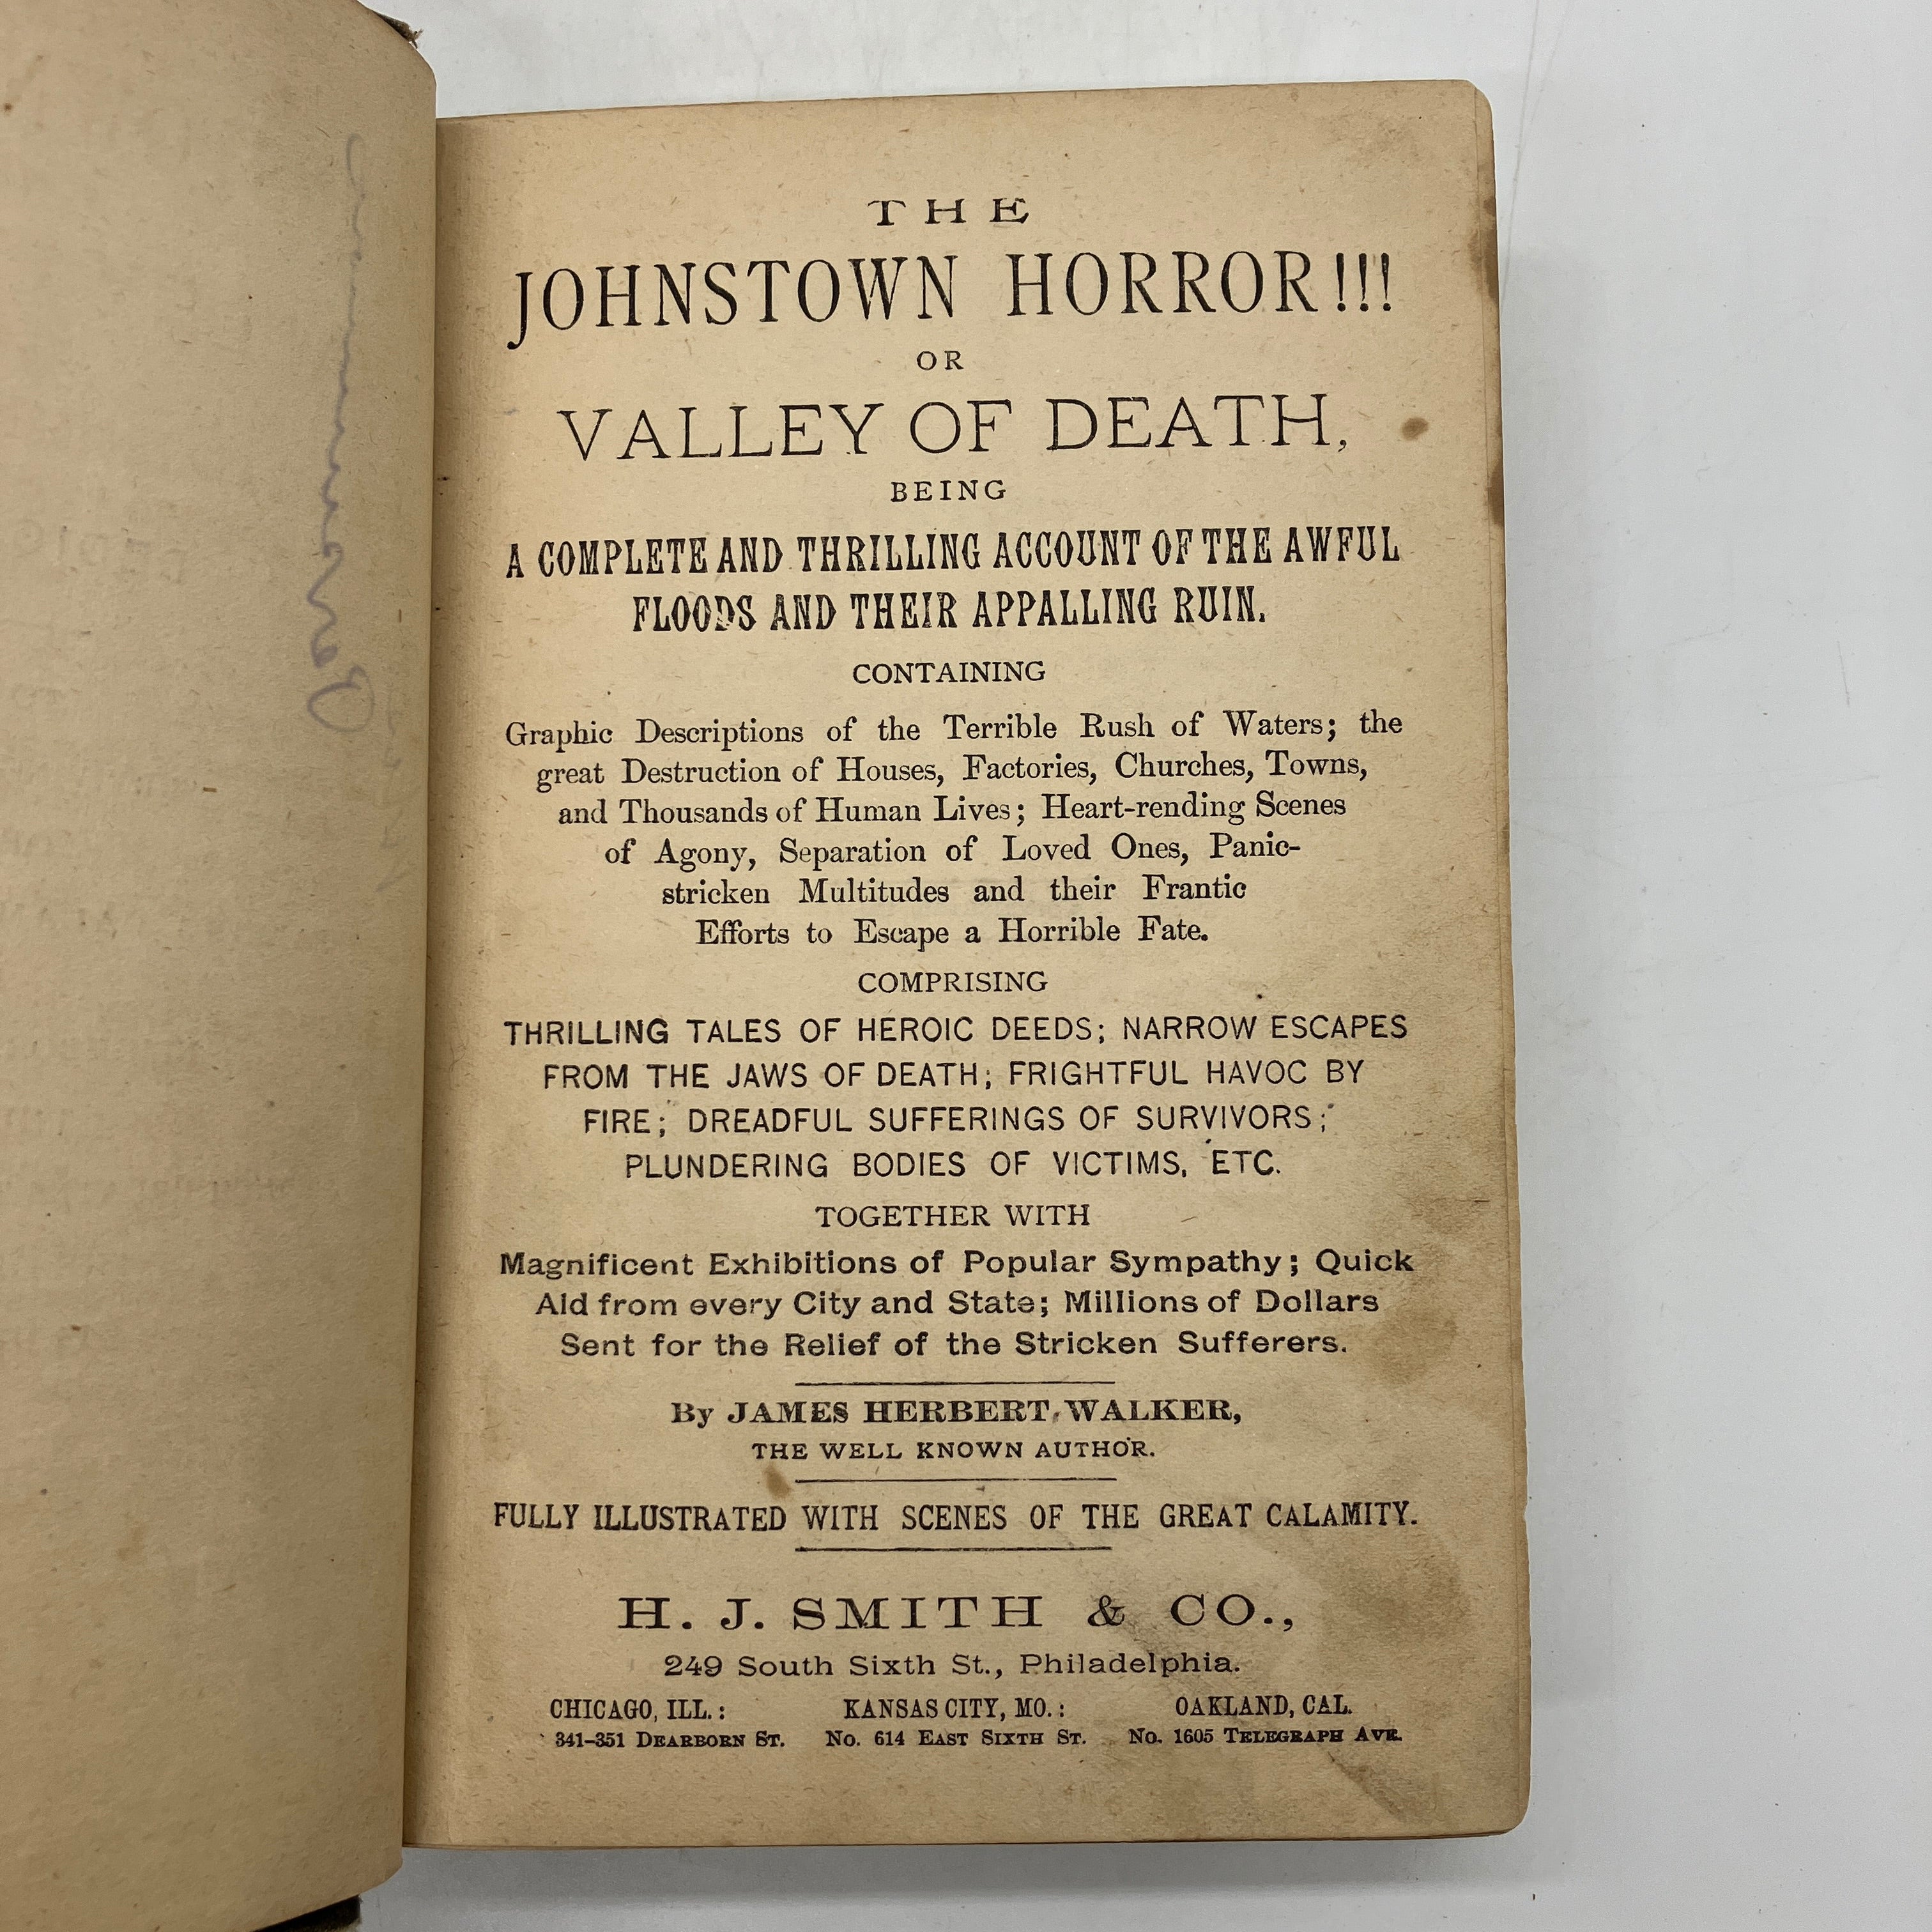 THE
JOHNSTOWN HORROR!!!
OR
VALLEY OF DEATH,
BEING
A COMPLETE AND THRILLING ACCOUNT OF THE AWFUL
FLOODS AND THEIR APPALLING RUIN.
CONTAINING
Graphic Descriptions of the Terrible Rush of Waters; the
great Destruction of Houses, Factories, Churches, Towns,
and Thousands of Human Lives; Heart-rending Scenes
of Agony, Separation of Loved Ones, Panic-
stricken Multitudes and their Frantic
Efforts to Escape a Horrible Fate.
COMPRISING
THRILLING TALES OF HEROIC DEEDS; NARROW ESCAPES
FROM THE JAWS OF DEATH; FRIGHTFUL HAVOC BY
FIRE; DREADFUL SUFFERINGS OF SURVIVORS;
PLUNDERING BODIES OF VICTIMS, ETC.
TOGETHER WITH
Magnificent Exhibitions of Popular Sympathy; Quick
Aid from every City and State; Millions of Dollars
Sent for the Relief of the Stricken Sufferers.
By JAMES HERBERT WALKER,
THE WELL KNOWN AUTHOR.
FULLY ILLUSTRATED WITH SCENES OF THE GREAT CALAMITY.
H. J. SMITH & CO.,
249 South Sixth St., Philadelphia.
CHICAGO, ILL.: KANSAS CITY, MO.: OAKLAND, CAL.
341-351 DEARBORN ST. NO. 614 EAST SIXTH ST. NO. 1605 TELEGRAPH AVE.